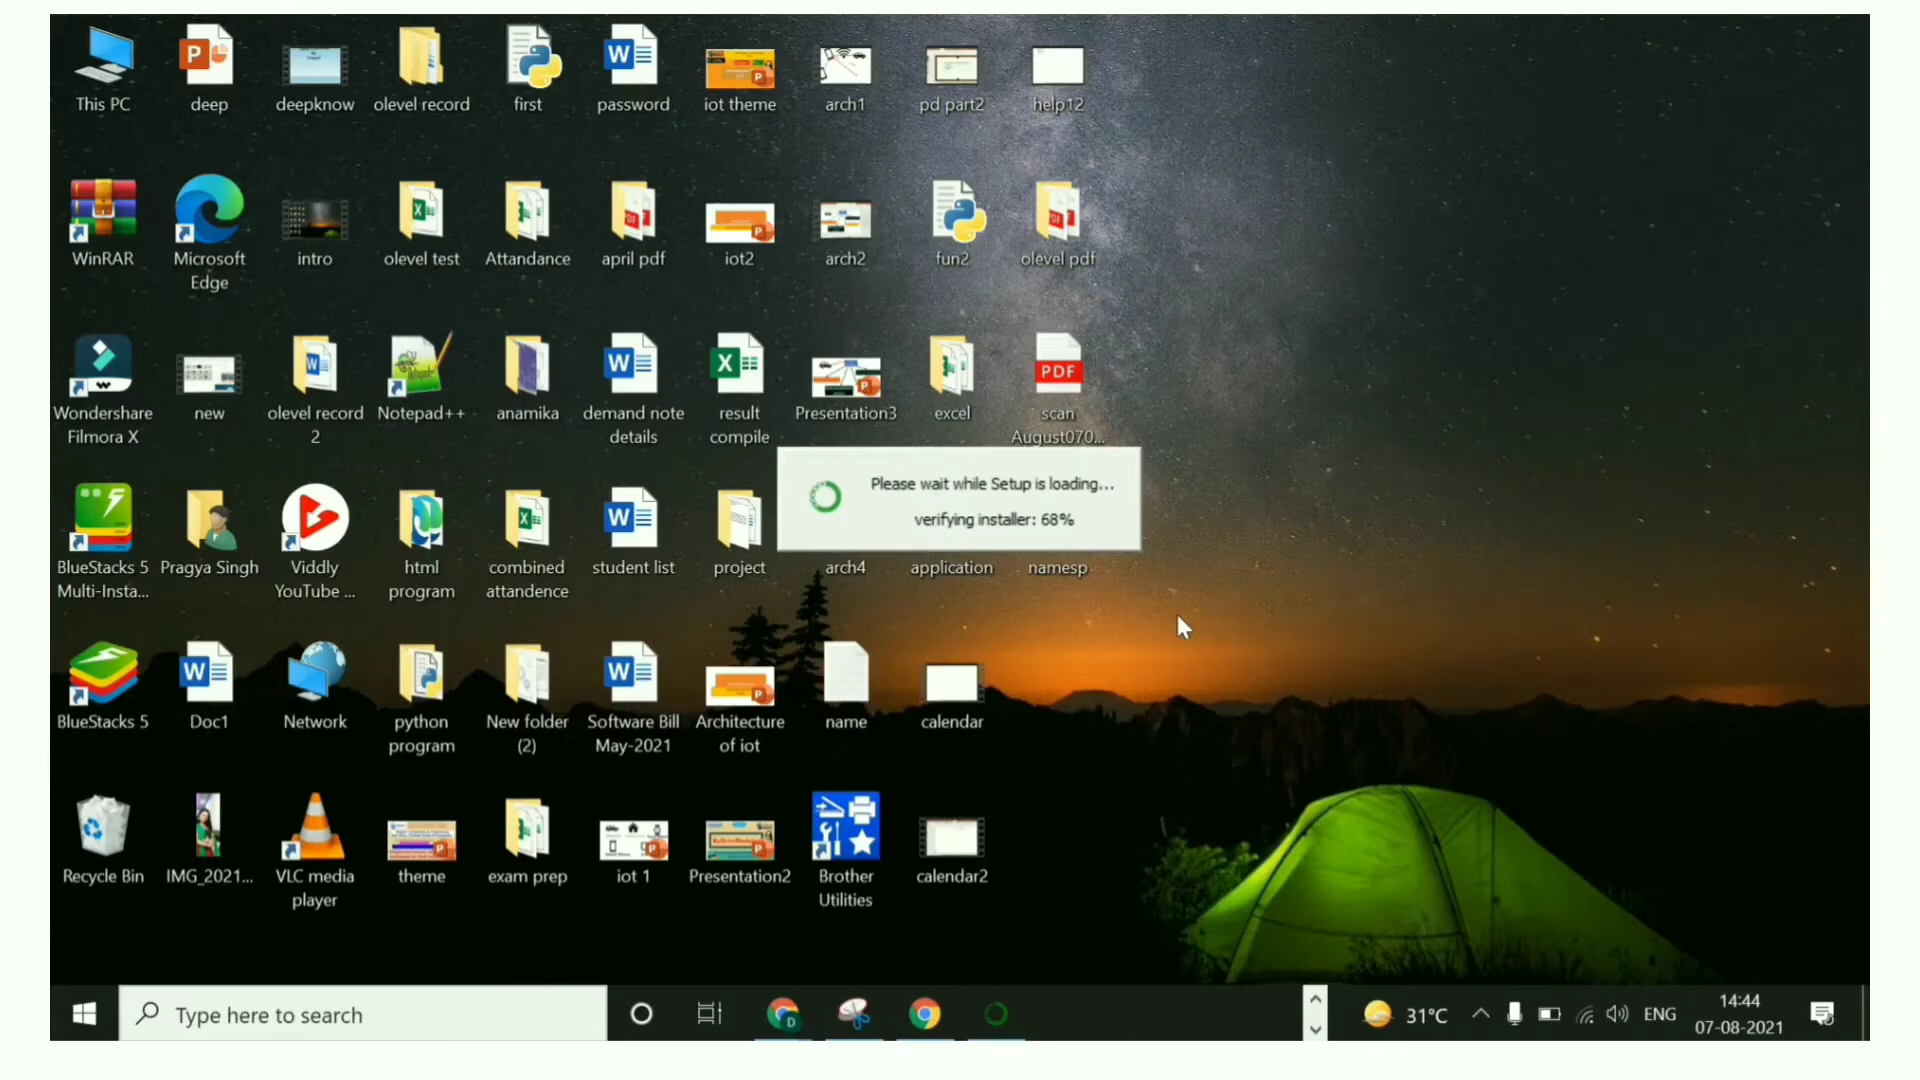 This PC
deep
deepknow
olevel record
first
password
iot theme
arch1
pd part2
help12
WinRAR
Microsoft
Edge
intro
olevel test
Attandance
april pdf
iot2
arch2
fun2
olevel pdf
Wondershare
Filmora X
new
olevel record
2
Notepad++
anamika
demand note
details
result
compile
Presentation3
excel
scan
August070...
Please wait while Setup is loading...
verifying installer: 68%
BlueStacks 5
Multi-Insta...
Pragya Singh
Viddly
YouTube ...
html
program
combined
attandence
student list
project
arch4
application
namesp
BlueStacks 5
Doc1
Network
python
program
New folder
(2)
Software Bill
May-2021
Architecture
of iot
name
calendar
Recycle Bin
IMG_2021...
VLC media
player
theme
exam prep
iot 1
Presentation2
Brother
Utilities
calendar2
Type here to search
31°C
ENG
14:44
07-08-2021